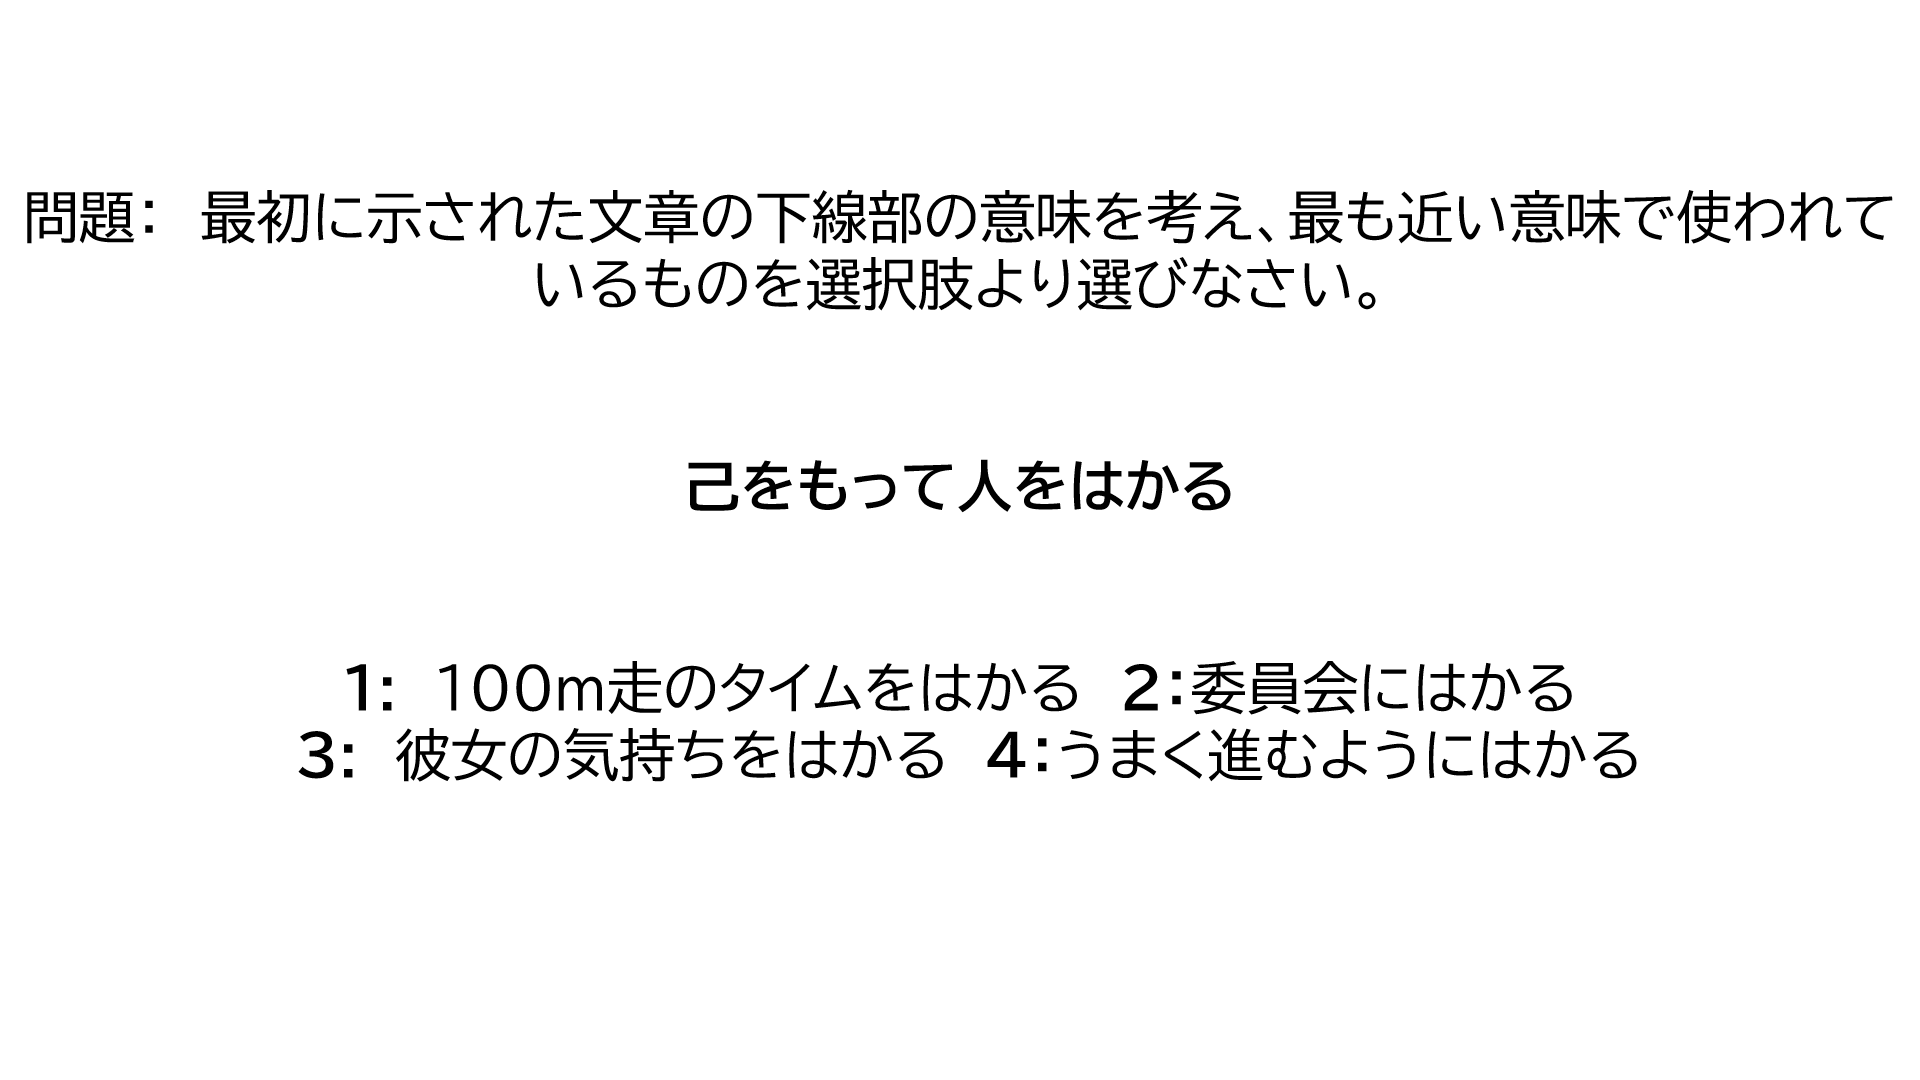 問題： 最初に示された文章の下線部の意味を考え、最も近い意味で使われて
いるものを選択肢より選びなさい。
己をもって人をはかる
1: 100m走のタイムをはかる 2：委員会にはかる
3: 彼女の気持ちをはかる 4：うまく進むようにはかる